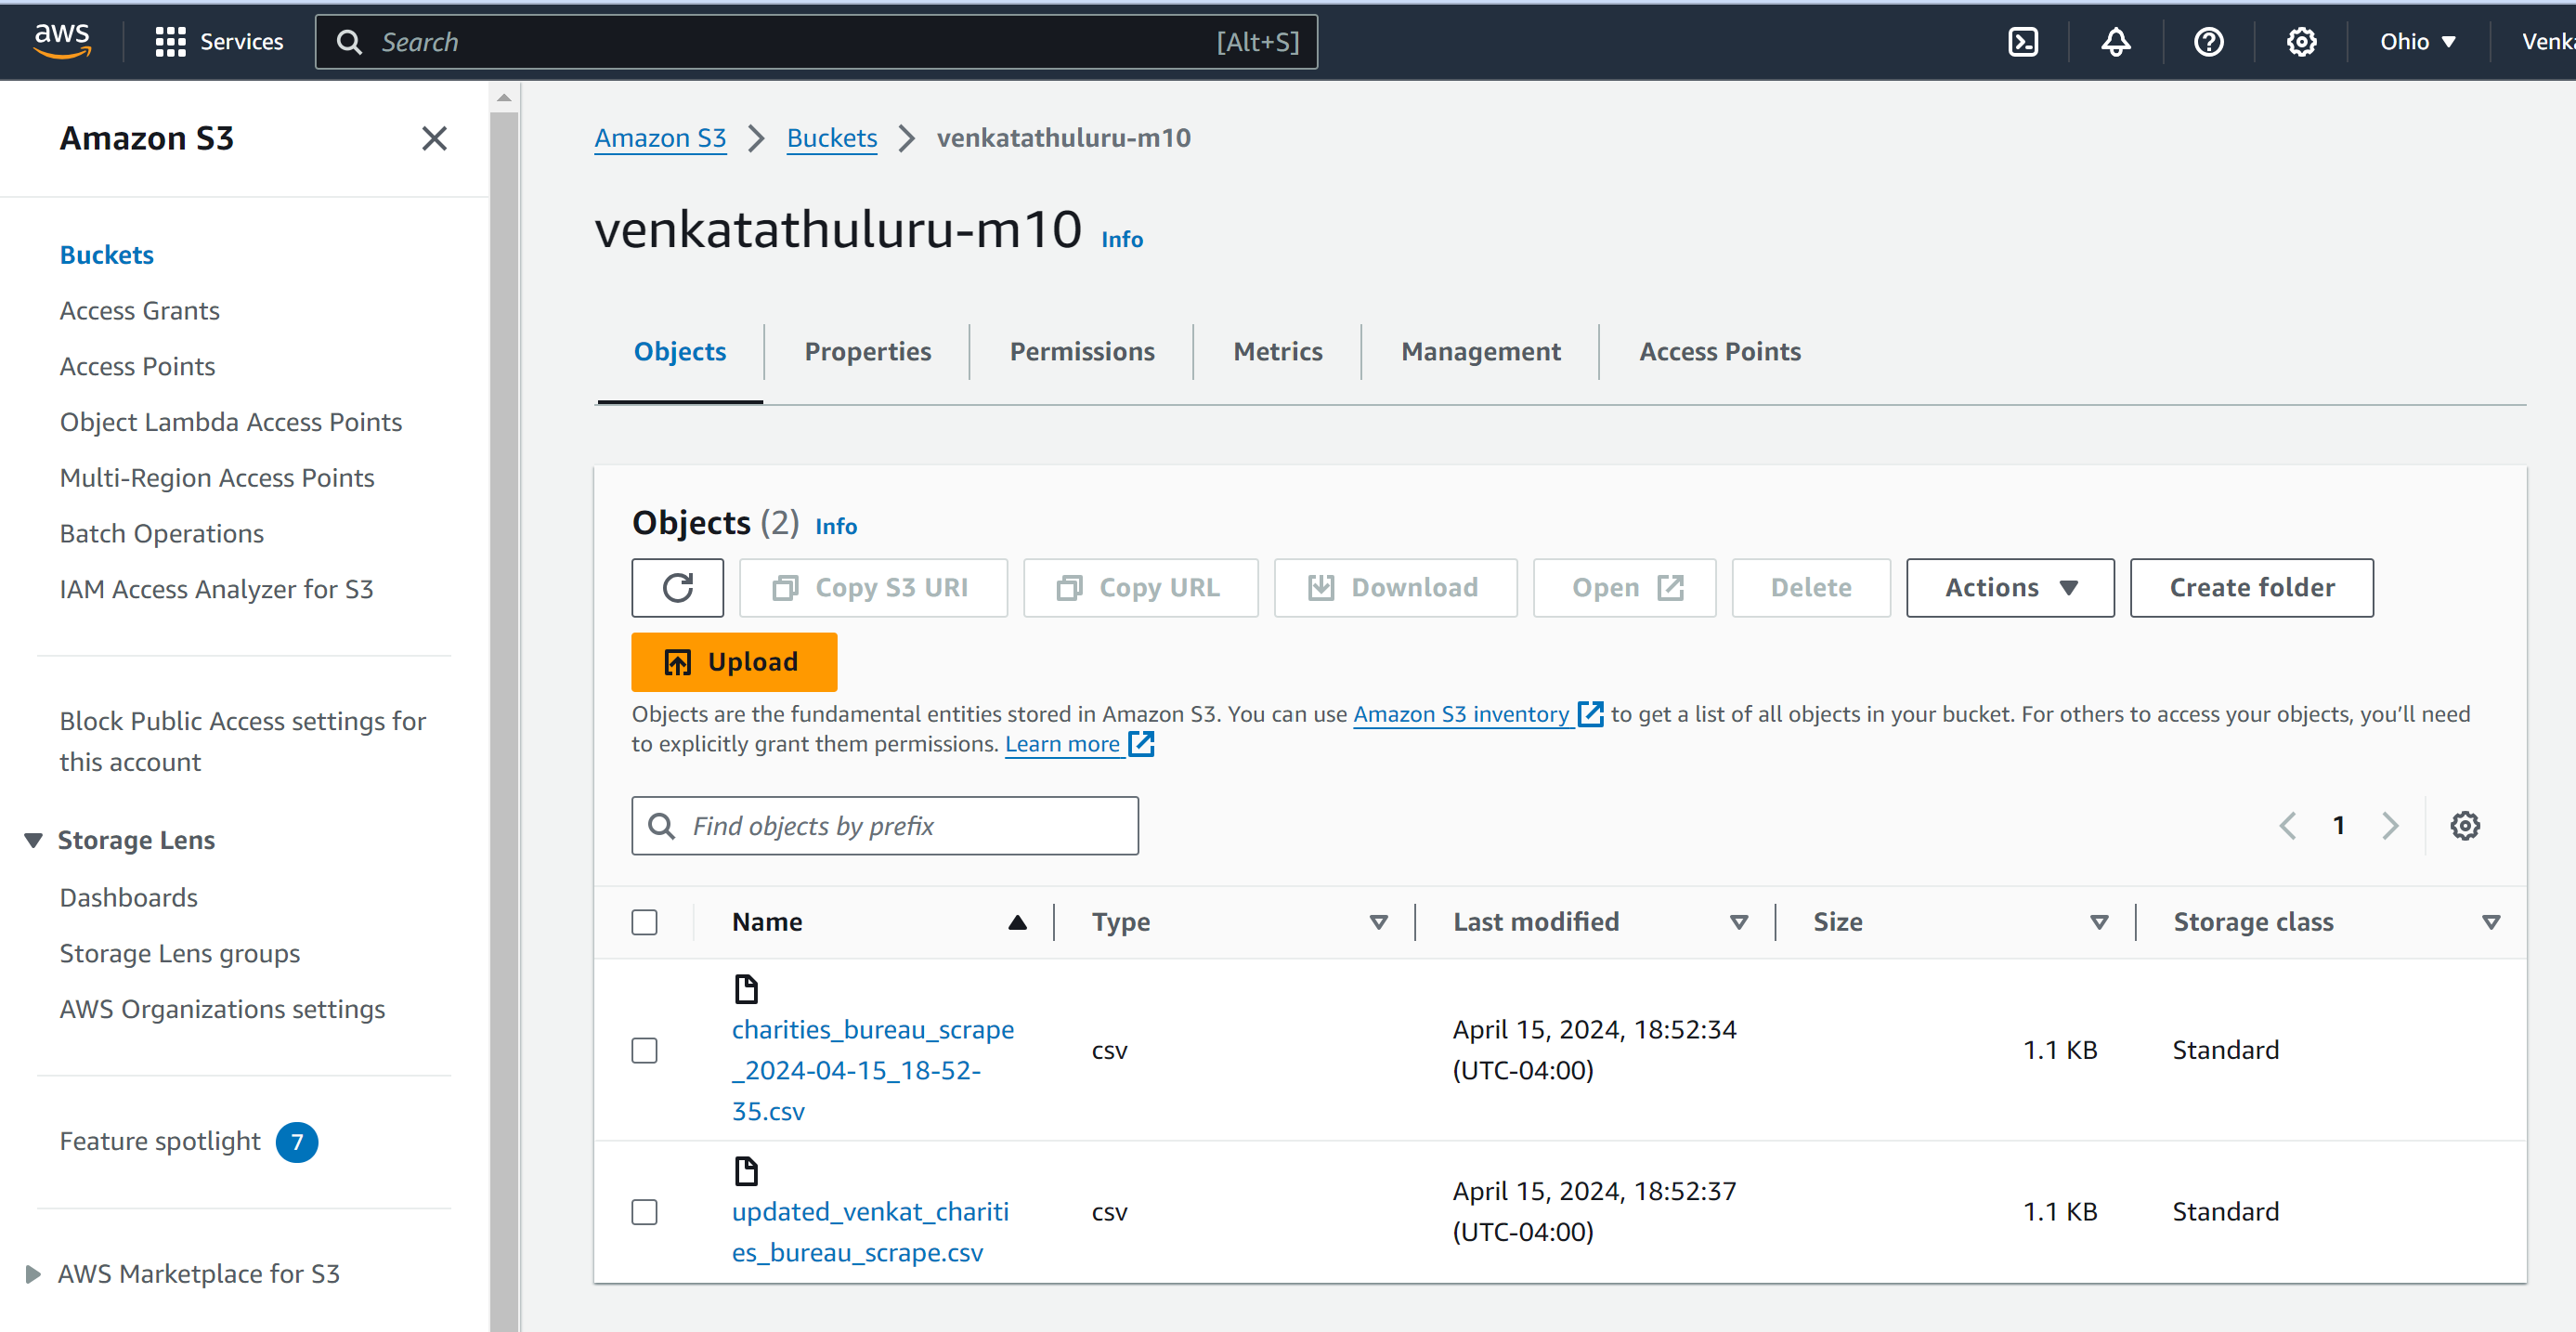 aws
Services
Search
[Alt+S]
Ohio
Venka
Amazon S3
Buckets
Access Grants
Access Points
Object Lambda Access Points
Multi-Region Access Points
Batch Operations
IAM Access Analyzer for S3
Block Public Access settings for
this account
Storage Lens
Dashboards
Storage Lens groups
AWS Organizations settings
Feature spotlight 7
AWS Marketplace for S3
Amazon S3 > Buckets > venkatathuluru-m10
venkatathuluru-m10 Info
Objects
Properties
Permissions
Metrics
Management
Access Points
Objects (2) Info
Copy S3 URI
Copy URL
Download
Open
Delete
Actions
Create folder
Upload
Objects are the fundamental entities stored in Amazon S3. You can use Amazon S3 inventory to get a list of all objects in your bucket. For others to access your objects, you’ll need
to explicitly grant them permissions. Learn more
Find objects by prefix
1
Name
Type
Last modified
Size
Storage class
charities_bureau_scrape
_2024-04-15_18-52-
35.csv
csv
April 15, 2024, 18:52:34
(UTC-04:00)
1.1 KB
Standard
updated_venkat_chariti
es_bureau_scrape.csv
csv
April 15, 2024, 18:52:37
(UTC-04:00)
1.1 KB
Standard